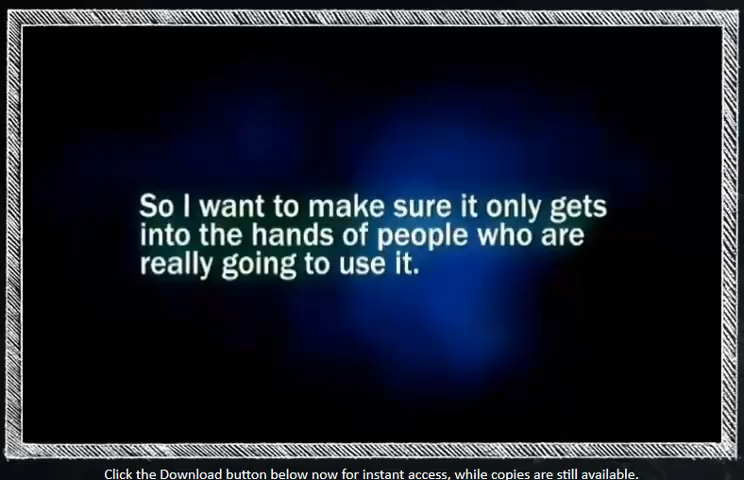 So I want to make sure it only gets
into the hands of people who are
really going to use it.
Click the Download button below now for instant access, while copies are still available.